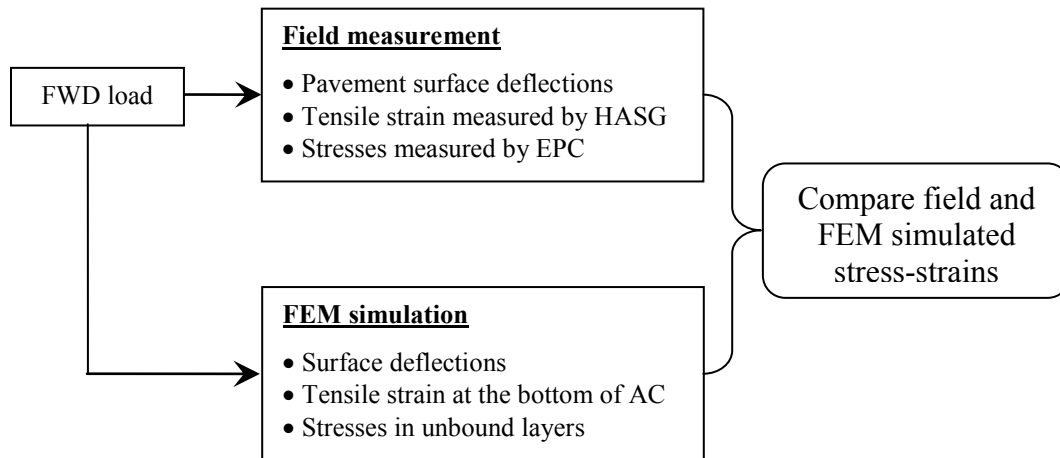 FWD load
Field measurement
• Pavement surface deflections
• Tensile strain measured by HASG
• Stresses measured by EPC
FEM simulation
• Surface deflections
• Tensile strain at the bottom of AC
• Stresses in unbound layers
Compare field and
FEM simulated
stress-strains